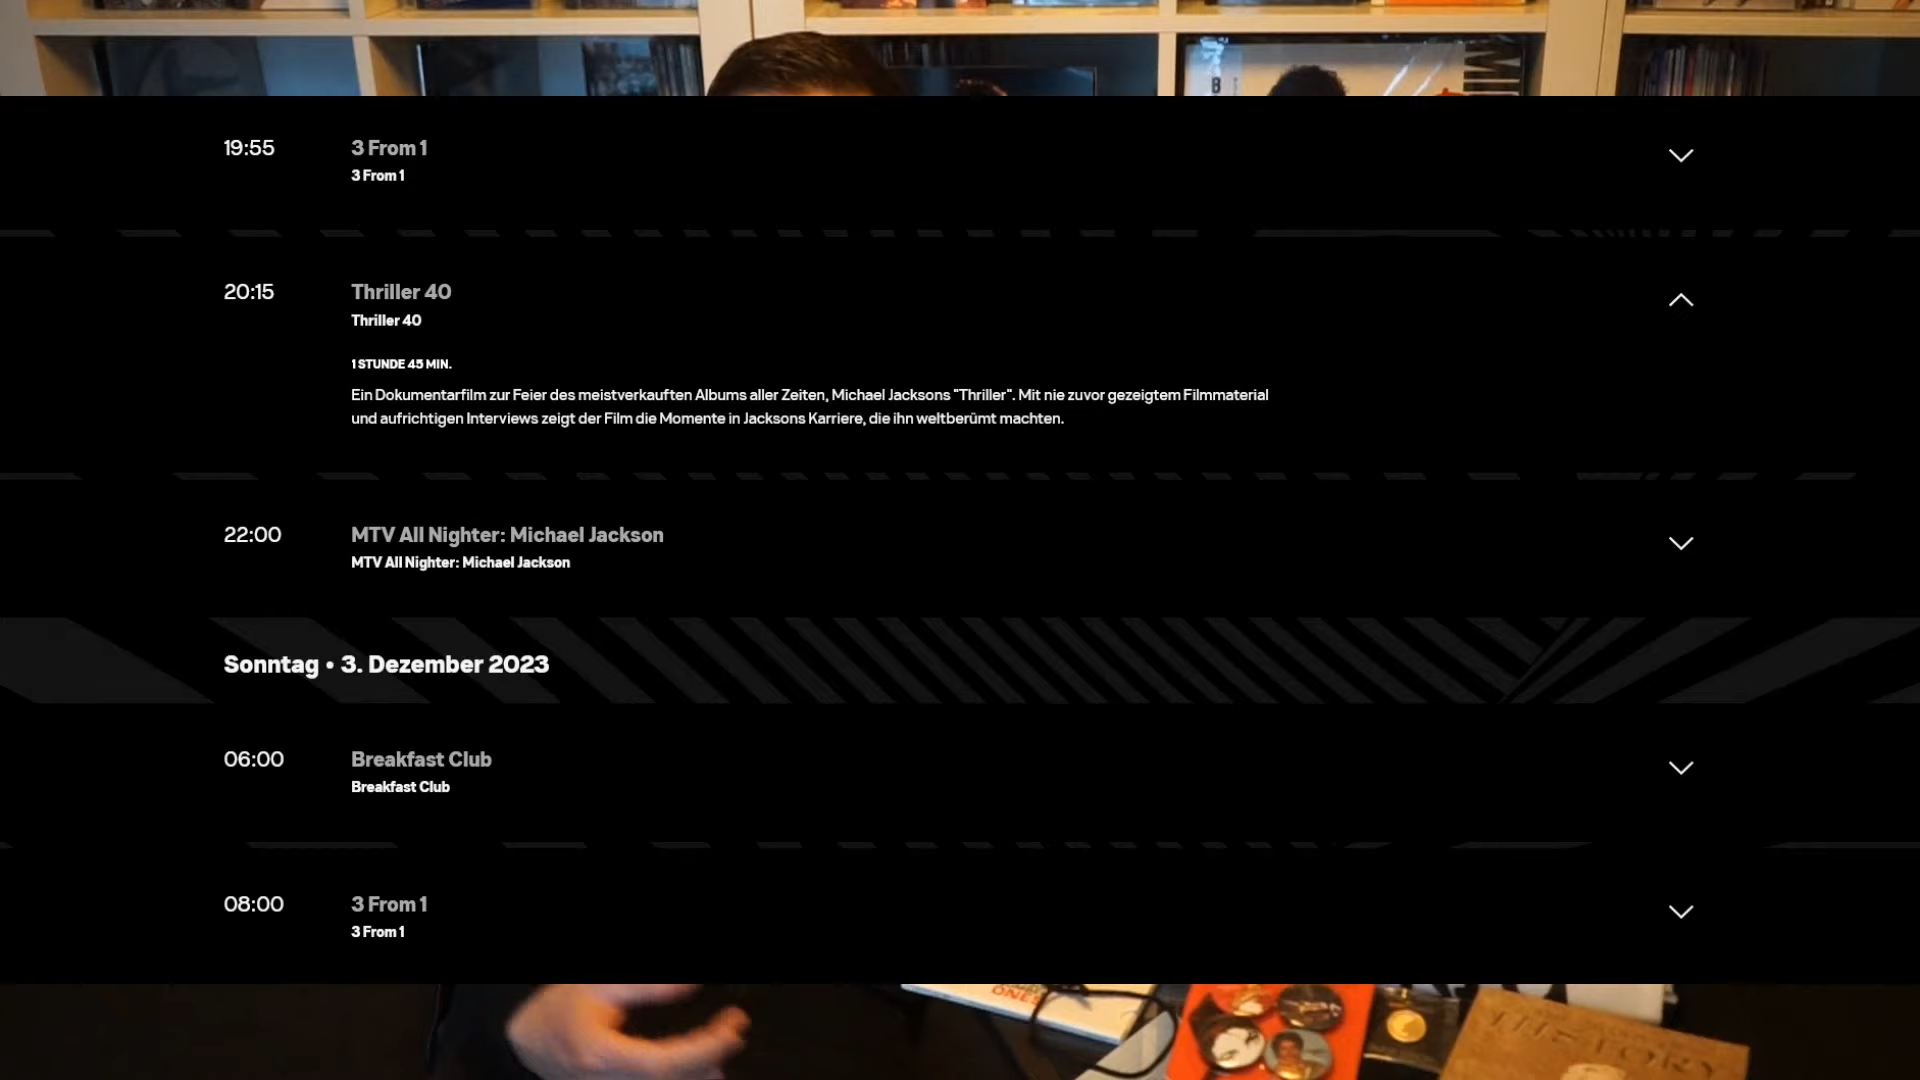 19:55
3 From 1
3 From 1
20:15
Thriller 40
Thriller 40
1 STUNDE 45 MIN.
Ein Dokumentarfilm zur Feier des meistverkauften Albums aller Zeiten, Michael Jacksons "Thriller". Mit nie zuvor gezeigtem Filmmaterial
und aufrichtigen Interviews zeigt der Film die Momente in Jacksons Karriere, die ihn weltberümt machten.
22:00
MTV All Nighter: Michael Jackson
MTV All Nighter: Michael Jackson
Sonntag • 3. Dezember 2023
06:00
Breakfast Club
Breakfast Club
08:00
3 From 1
3 From 1
ONES
HISTORY